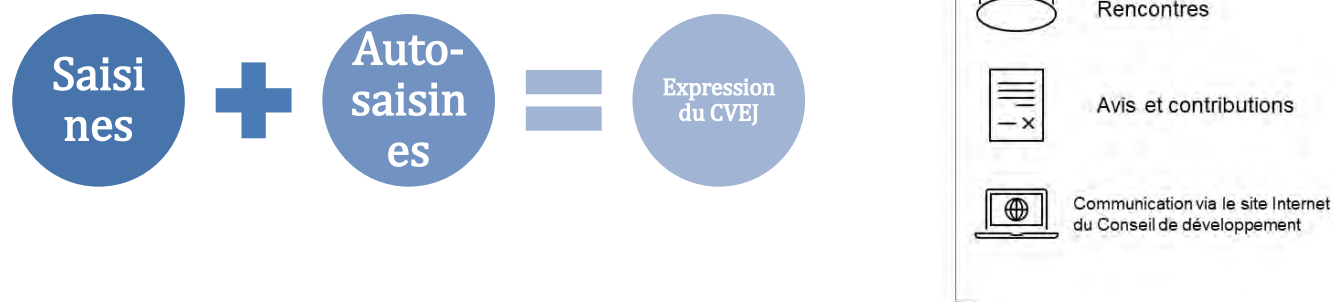 Saisi
nes
Auto-
saisin
es
Expression
du CVEJ
Rencontres
Avis et contributions
Communication via le site Internet
du Conseil de développement